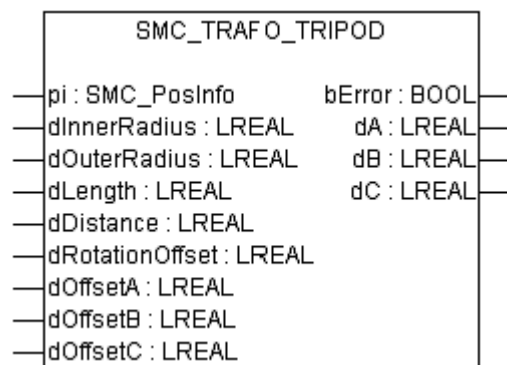 SMC_TRAFO_TRIPOD
pi : SMC_PosInfo bError : BOOL
dInnerRadius : LREAL dA : LREAL
dOuterRadius : LREAL dB : LREAL
dLength : LREAL dC : LREAL
dDistance : LREAL
dRotationOffset : LREAL
dOffsetA : LREAL
dOffsetB : LREAL
dOffsetC : LREAL